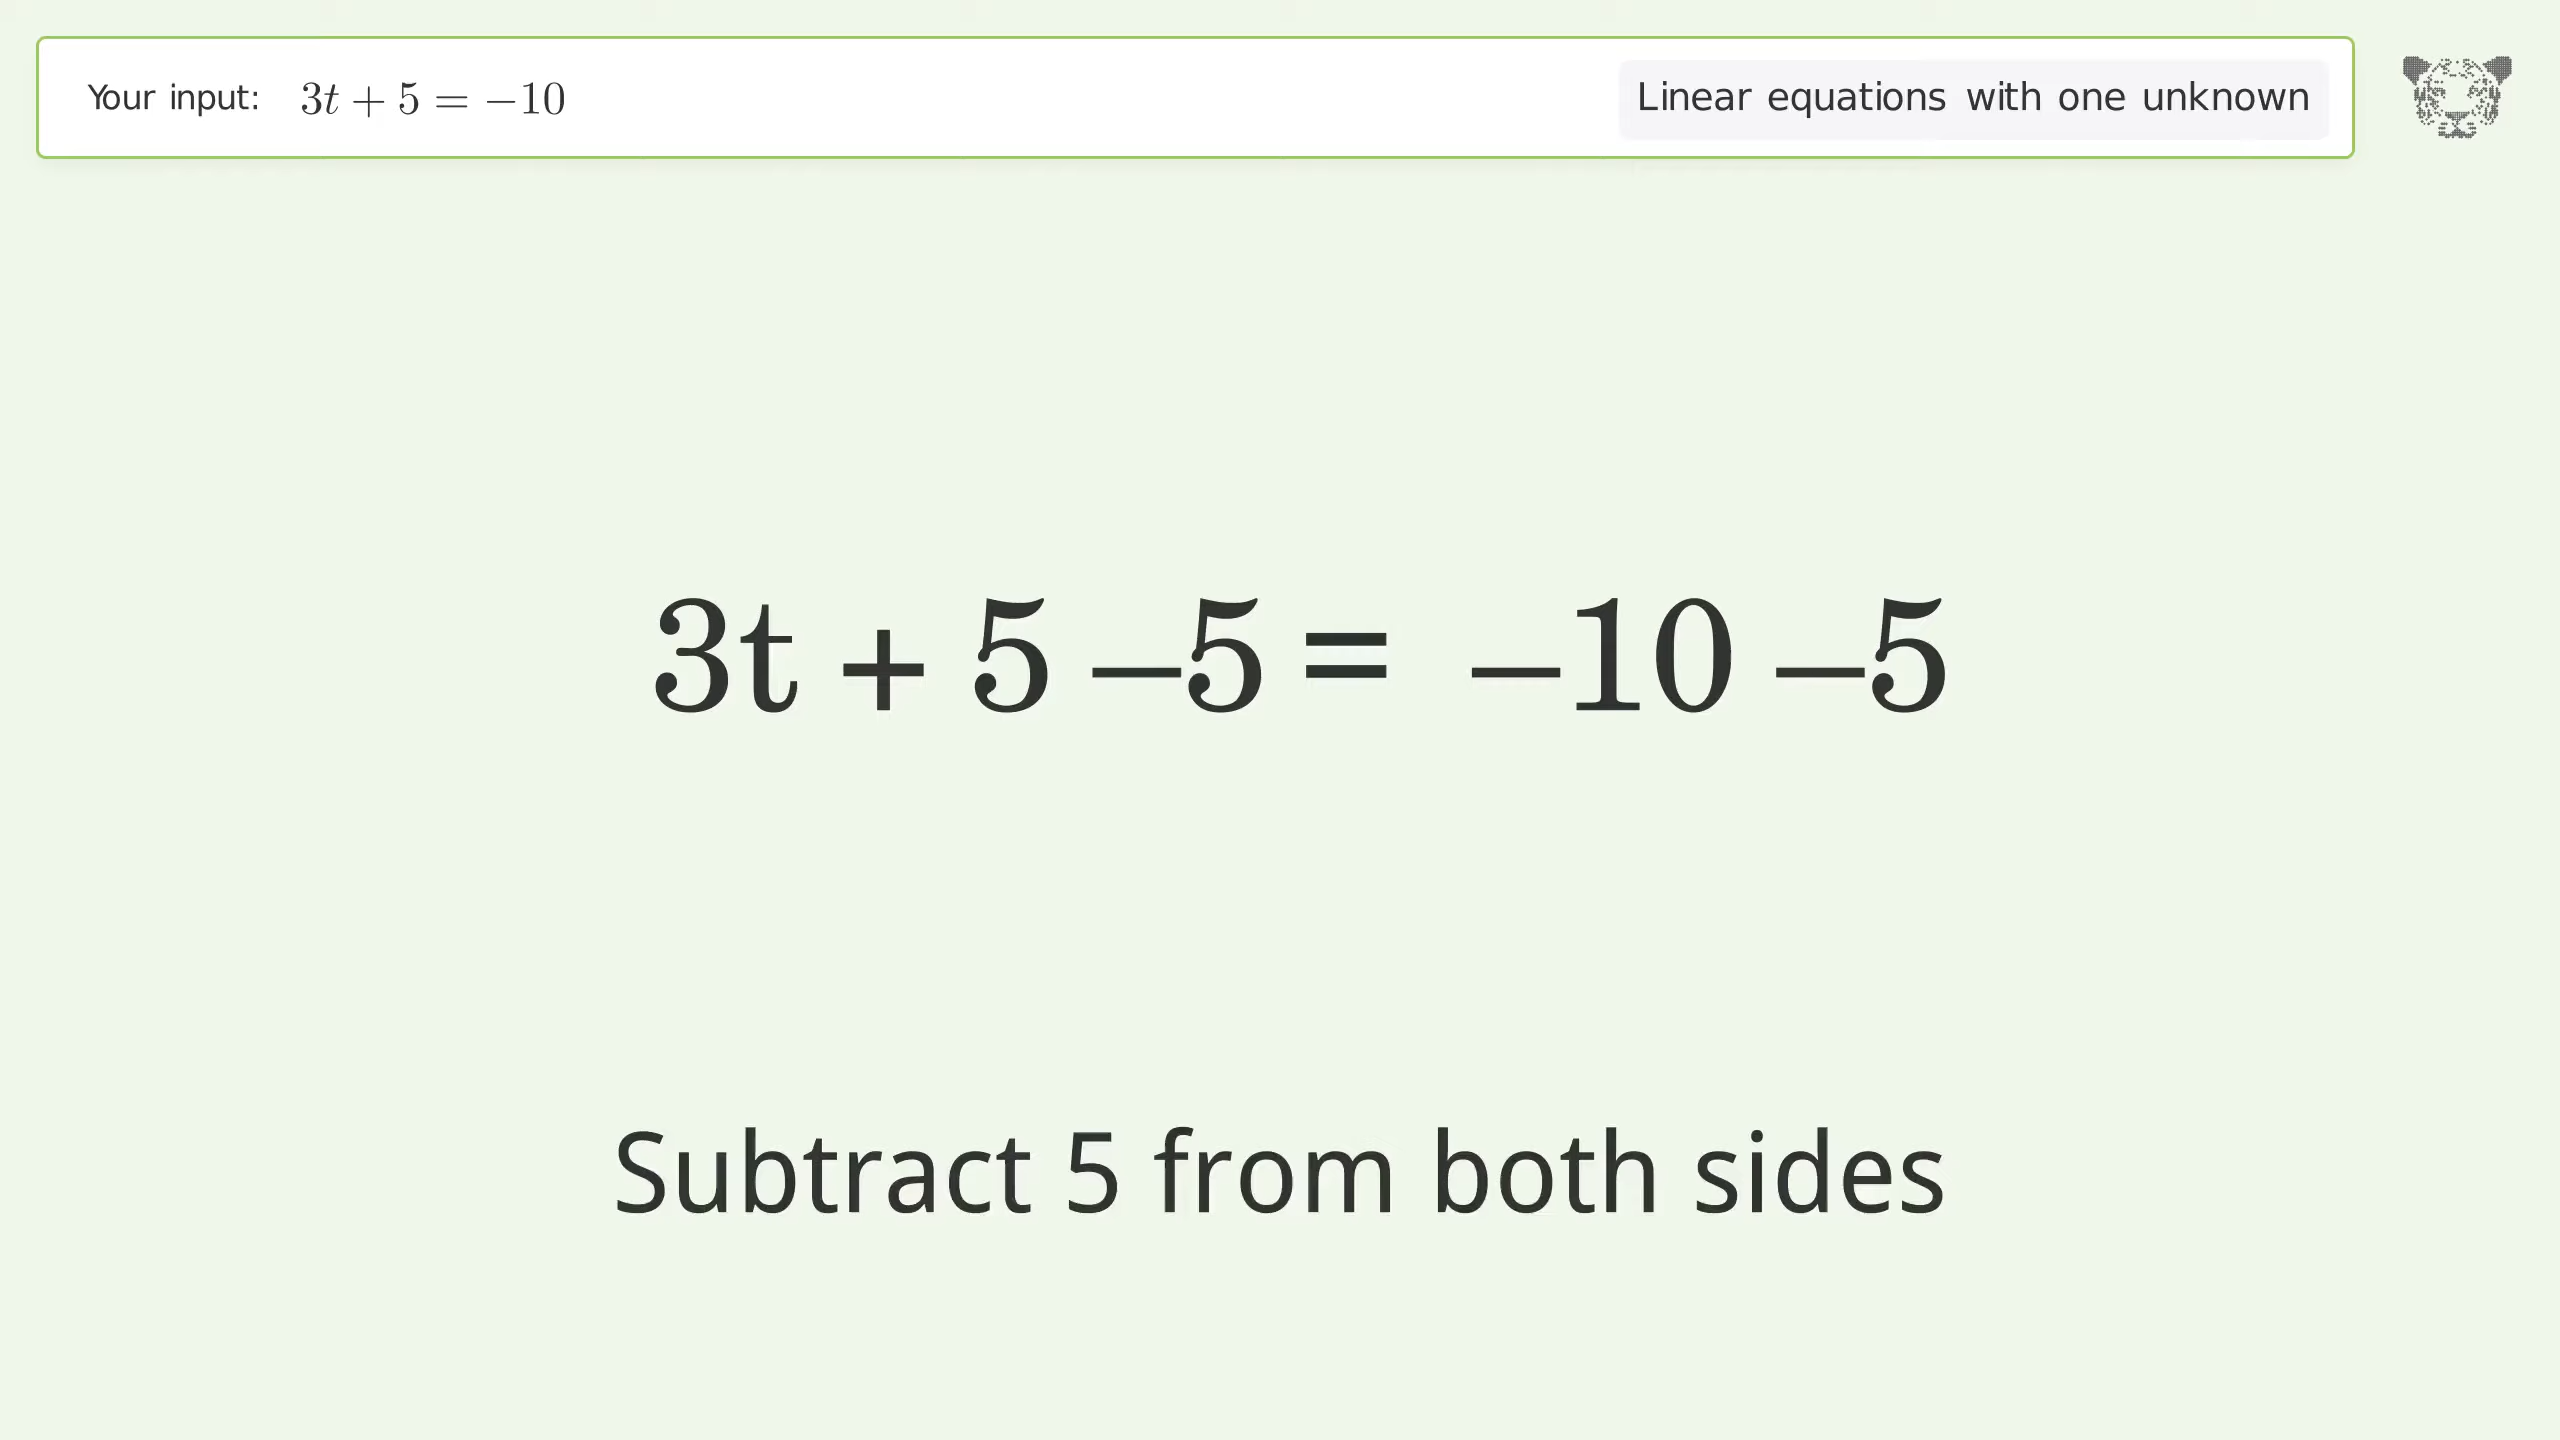 Your input: 3t + 5 = −10
Linear equations with one unknown
3t + 5 –5 = –10 –5
Subtract 5 from both sides